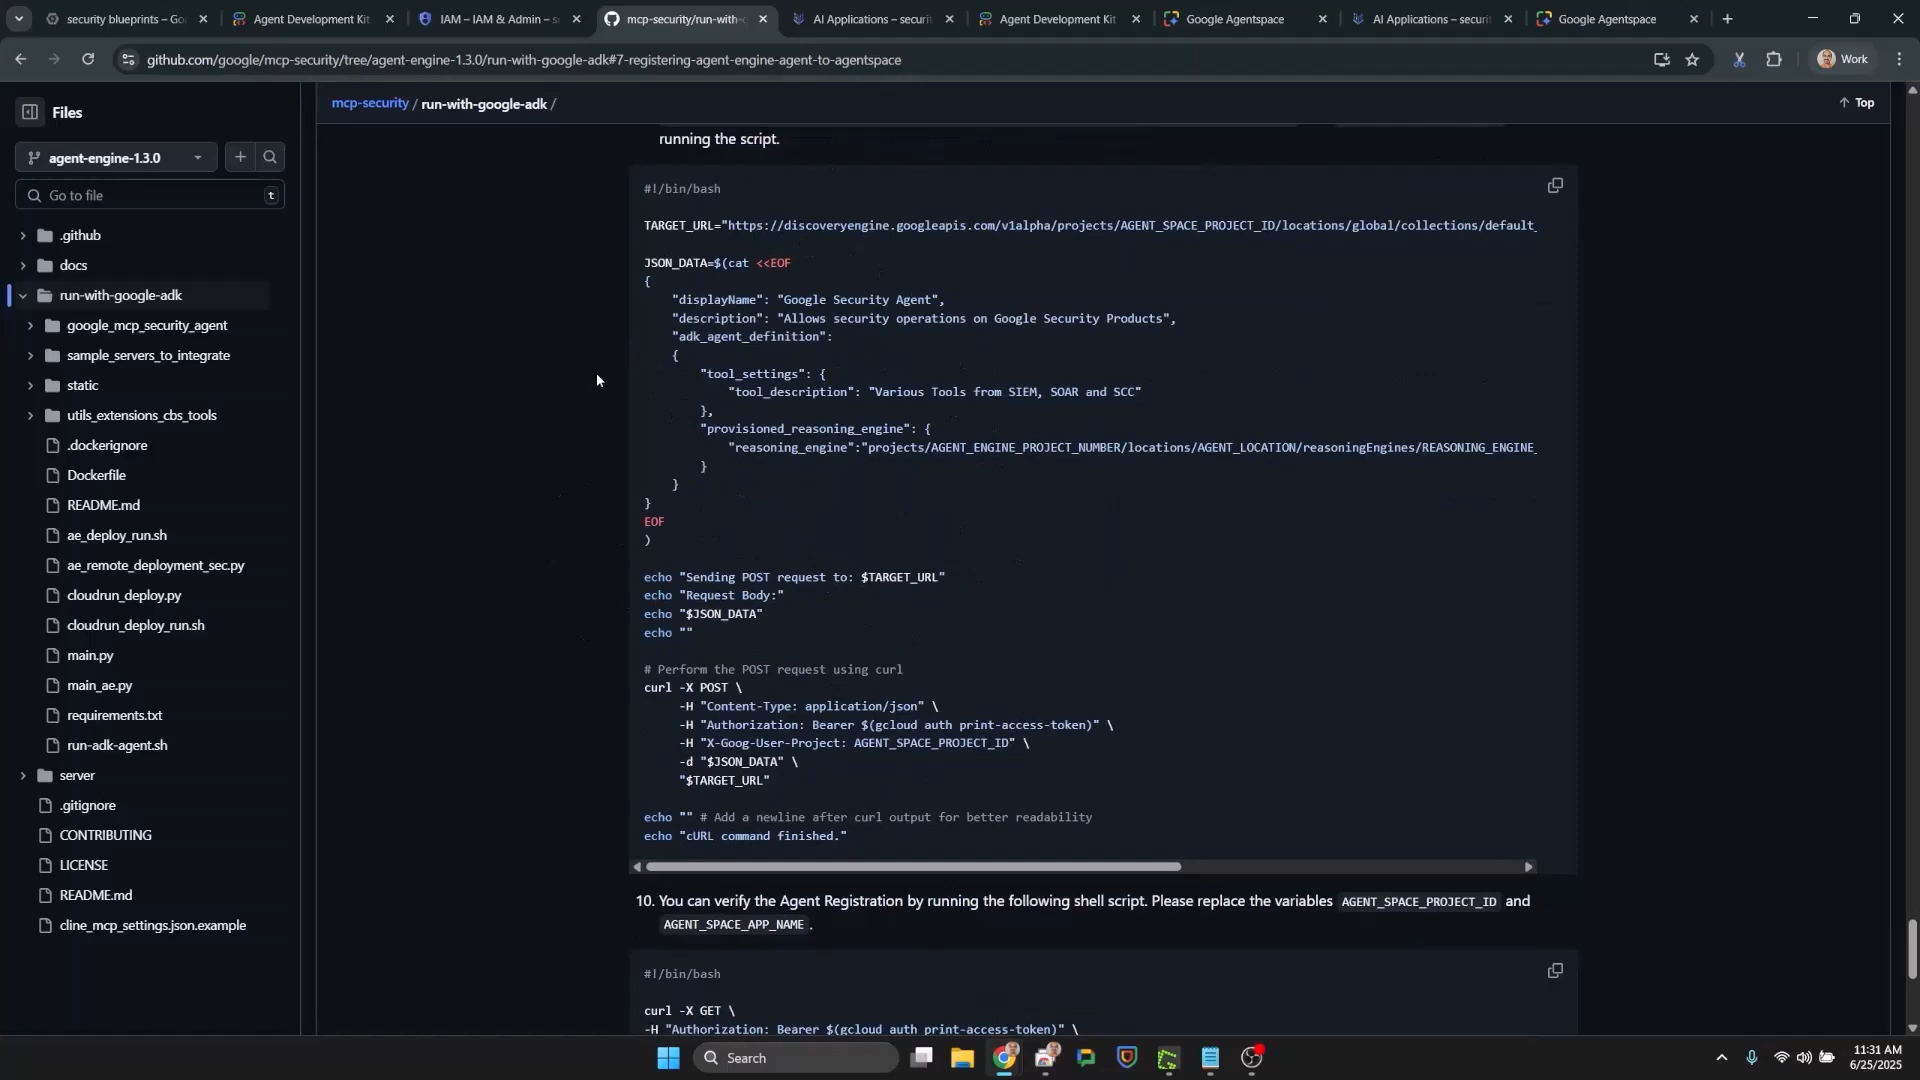 security blueprints – Go
Agent Development Kit
IAM – IAM & Admin – s
mcp-security/run-with-
AI Applications – securit
Agent Development Kit
Google Agentspace
AI Applications – securit
Google Agentspace
github.com/google/mcp-security/tree/agent-engine-1.3.0/run-with-google-adk#7-registering-agent-engine-agent-to-agentspace
Work
Files
agent-engine-1.3.0
Go to file
t
.github
docs
run-with-google-adk
google_mcp_security_agent
sample_servers_to_integrate
static
utils_extensions_cbs_tools
.dockerignore
Dockerfile
README.md
ae_deploy_run.sh
ae_remote_deployment_sec.py
cloudrun_deploy.py
cloudrun_deploy_run.sh
main.py
main_ae.py
requirements.txt
run-adk-agent.sh
server
.gitignore
CONTRIBUTING
LICENSE
README.md
cline_mcp_settings.json.example
mcp-security / run-with-google-adk /
Top
running the script.
#!/bin/bash
TARGET_URL="https://discoveryengine.googleapis.com/v1alpha/projects/AGENT_SPACE_PROJECT_ID/locations/global/collections/default_
JSON_DATA=$(cat <<EOF
{
"displayName": "Google Security Agent",
"description": "Allows security operations on Google Security Products",
"adk_agent_definition":
{
"tool_settings": {
"tool_description": "Various Tools from SIEM, SOAR and SCC"
},
"provisioned_reasoning_engine": {
"reasoning_engine":"projects/AGENT_ENGINE_PROJECT_NUMBER/locations/AGENT_LOCATION/reasoningEngines/REASONING_ENGINE_
}
}
}
EOF
)
echo "Sending POST request to: $TARGET_URL"
echo "Request Body:"
echo "$JSON_DATA"
echo ""
# Perform the POST request using curl
curl -X POST \
-H "Content-Type: application/json" \
-H "Authorization: Bearer $(gcloud auth print-access-token)" \
-H "X-Goog-User-Project: AGENT_SPACE_PROJECT_ID" \
-d "$JSON_DATA" \
"$TARGET_URL"
echo "" # Add a newline after curl output for better readability
echo "cURL command finished."
10. You can verify the Agent Registration by running the following shell script. Please replace the variables AGENT_SPACE_PROJECT_ID and
AGENT_SPACE_APP_NAME .
#!/bin/bash
curl -X GET \
-H "Authorization: Bearer $(gcloud auth print-access-token)" \
Search
11:31 AM
6/25/2025